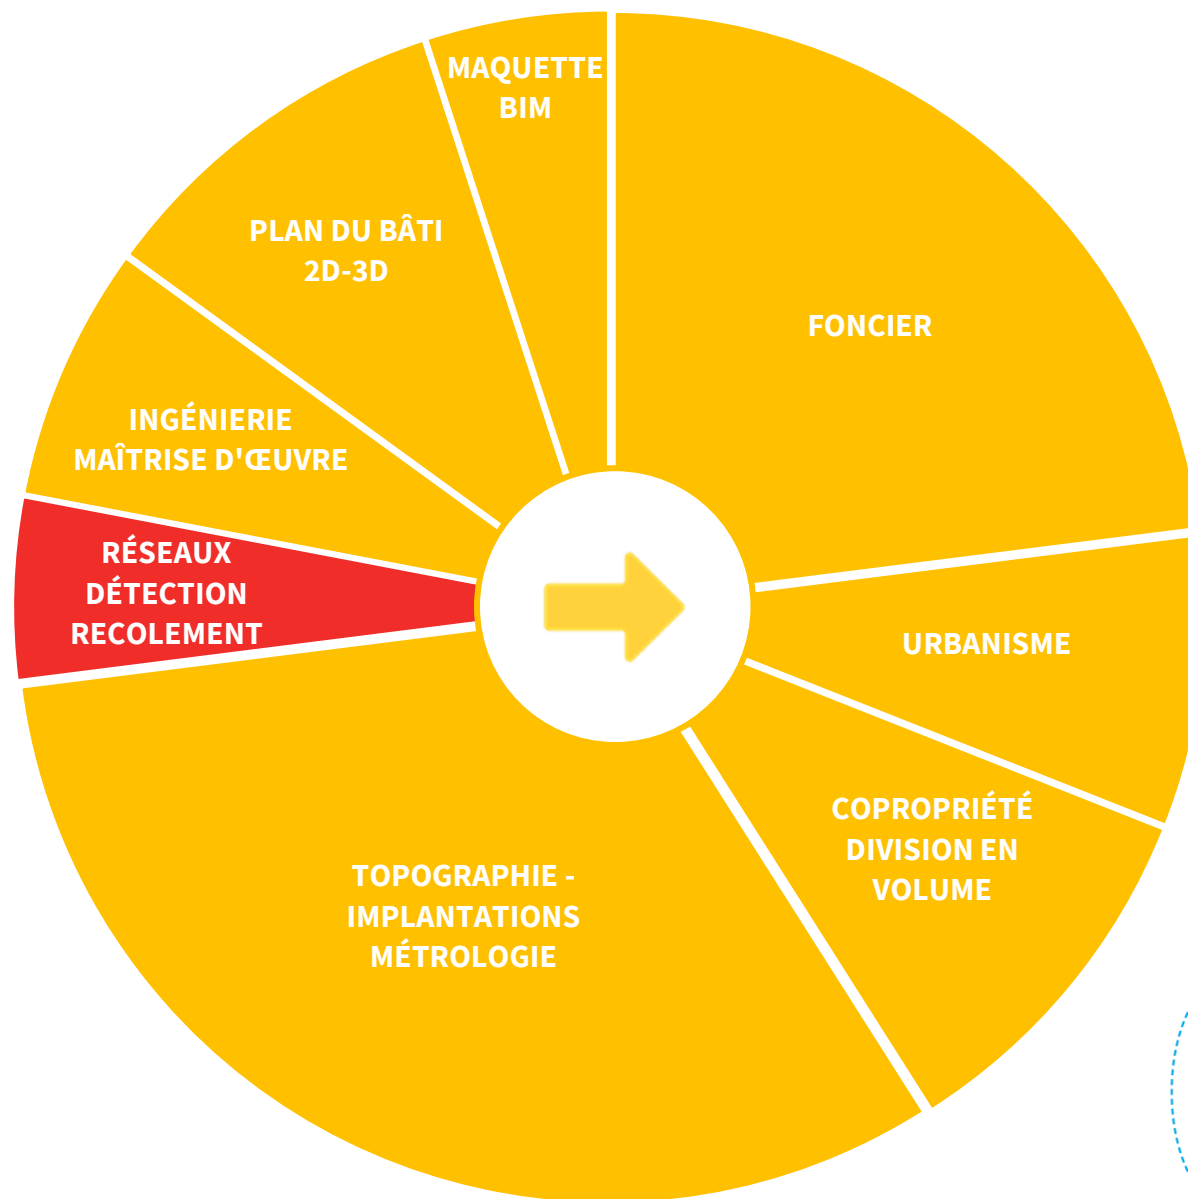 MAQUETTE
BIM
PLAN DU BÂTI
2D-3D
FONCIER
INGÉNIERIE
MAÎTRISE D'ŒUVRE
RÉSEAUX
DÉTECTION
RECOLEMENT
URBANISME
COPROPRIÉTÉ
DIVISION EN
VOLUME
TOPOGRAPHIE -
IMPLANTATIONS
MÉTROLOGIE